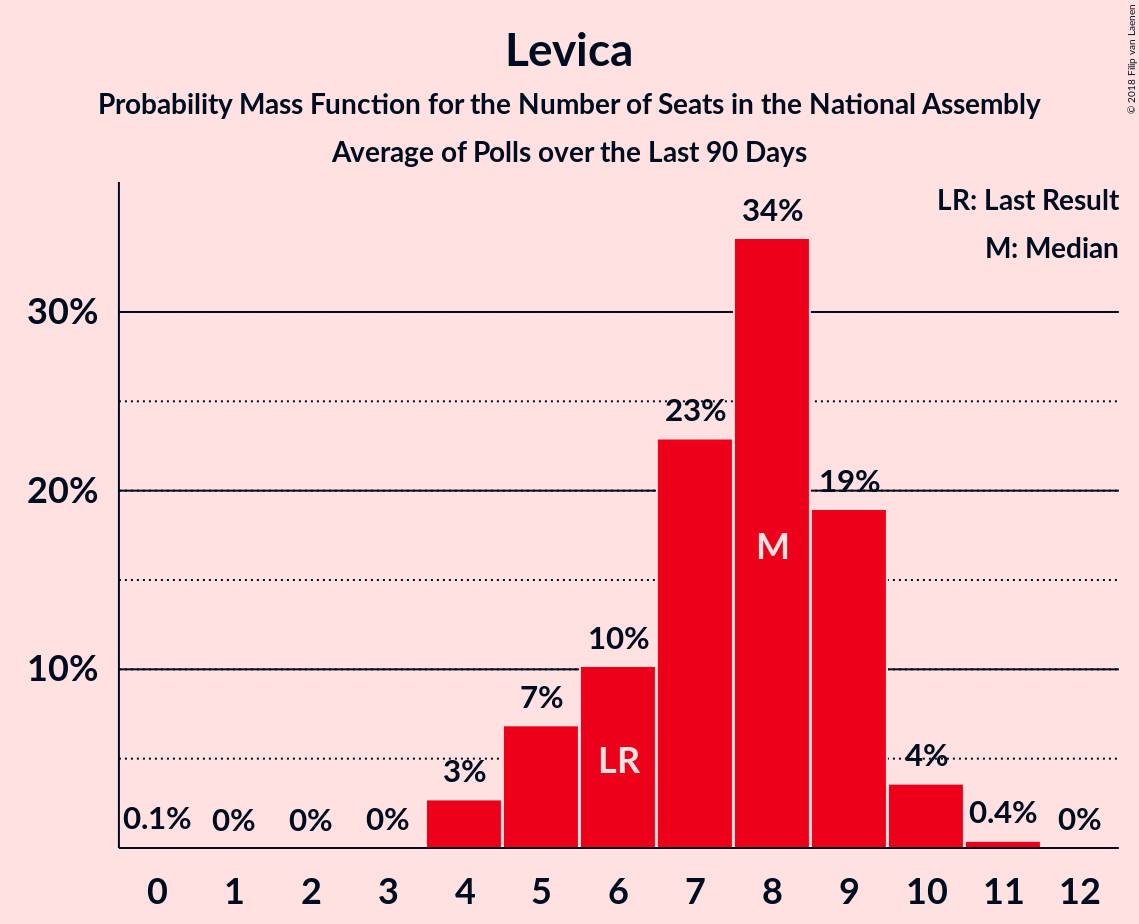 Levica
Probability Mass Function for the Number of Seats in the National Assembly
Average of Polls over the Last 90 Days
© 2018 Filip van Laenen
LR: Last Result
M: Median
34%
30%
23%
20%
19%
M
10%
10%
7%
LR
4%
3%
0.1%
0%
0%
0%
0.4%
0%
0 1 2 3 4 5 6 7 8 9 10 11 12